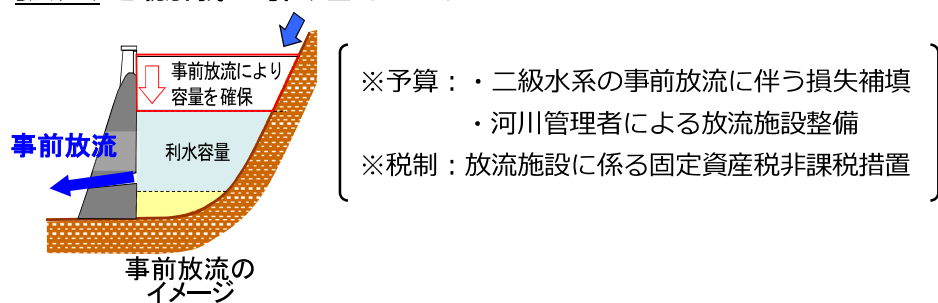 事前放流により
容量を確保
事前放流
利水容量
事前放流の
イメージ
※予算：・二級水系の事前放流に伴う損失補填
・河川管理者による放流施設整備
※税制：放流施設に係る固定資産税非課税措置